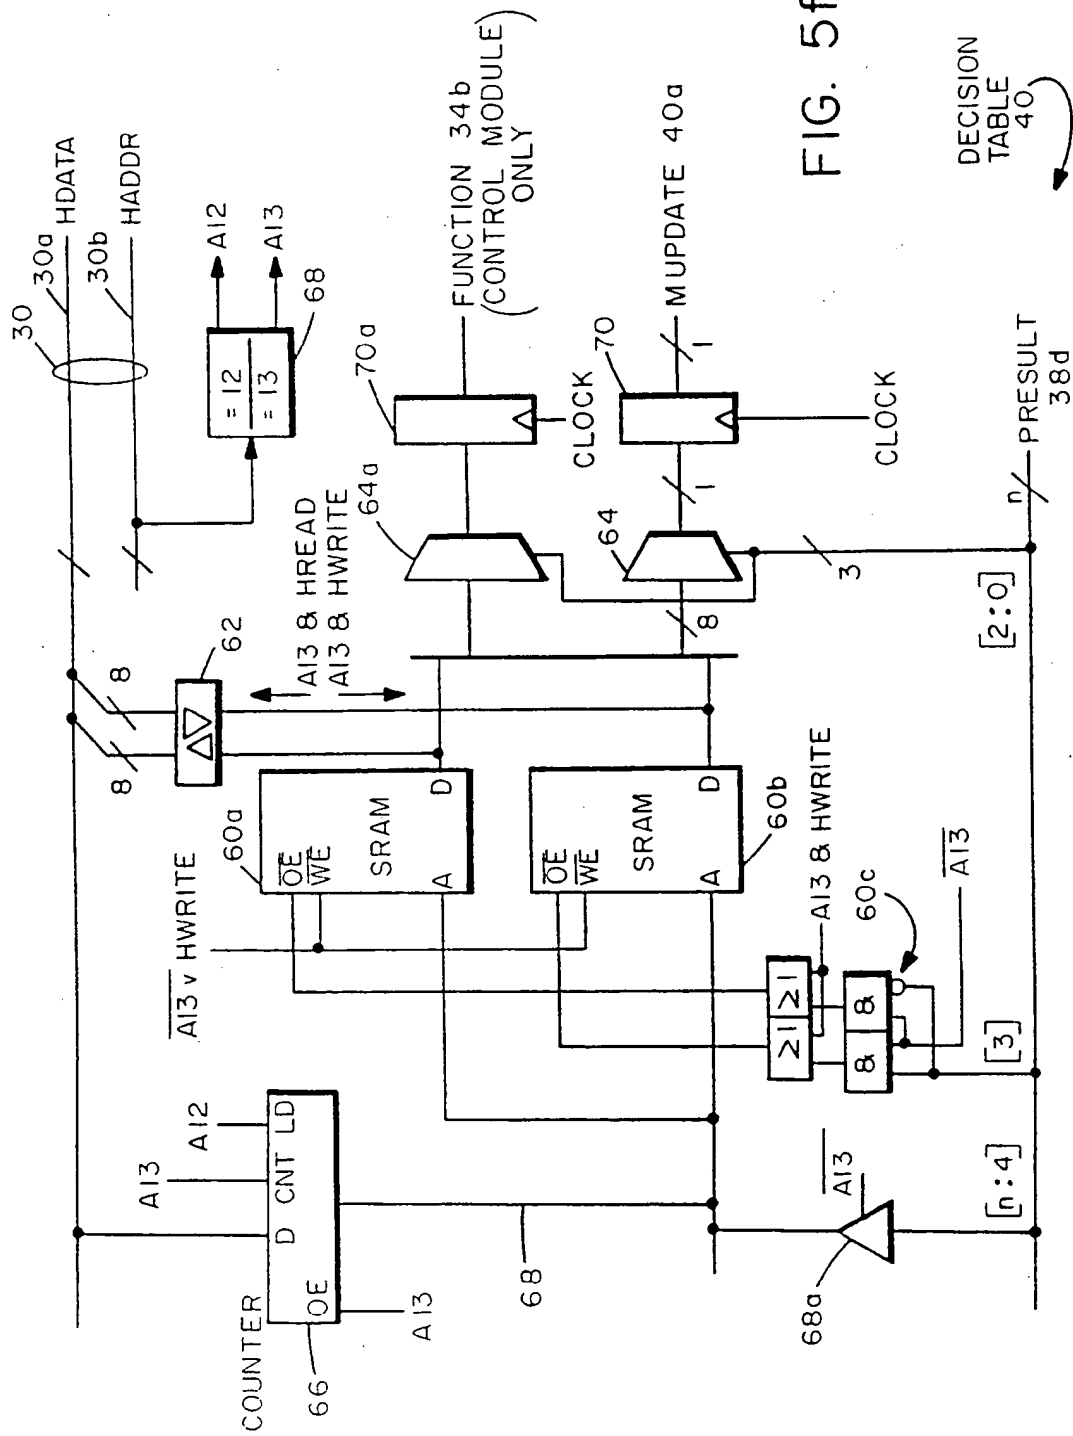 30
30a
HDATA
30b
HADDR
A12
A13
= 12
= 13
68
8
8
62
A13 & HREAD
A13 & HWRITE
64a
70a
CLOCK
FUNCTION 34b
(CONTROL MODULE)
ONLY
A13 v HWRITE
60a
OE
WE
SRAM
A
D
COUNTER
66
A13
A12
D
CNT
LD
OE
A13
68
OE
WE
SRAM
A
D
60b
8
64
1
70
1
MUPDATE 40a
CLOCK
3
≥1
≥1
A13 & HWRITE
&
&
60c
A13
68a
A13
[n:4]
[3]
[2:0]
n
PRESULT
38d
FIG. 5f
DECISION
TABLE
40